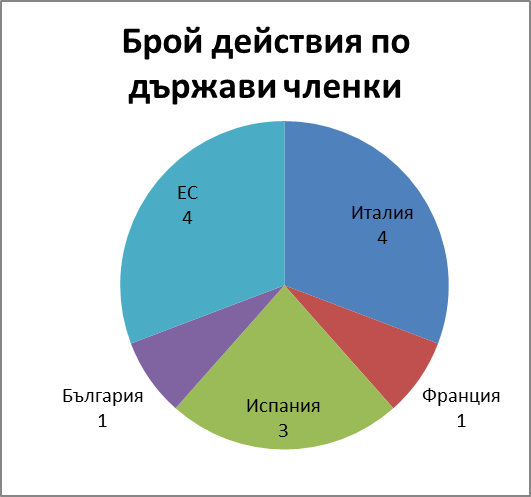 Брой действия по
държави членки
ЕС
4
Италия
4
България
1
Испания
3
Франция
1